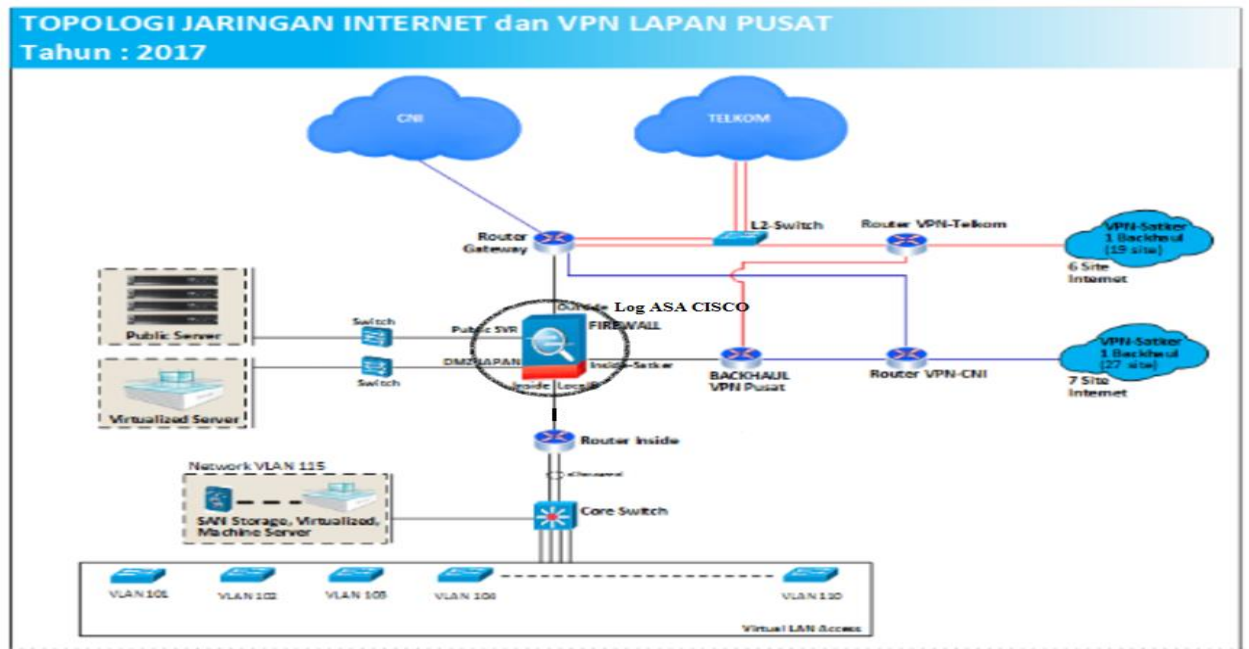 TOPOLOGI JARINGAN INTERNET dan VPN LAPAN PUSAT
Tahun : 2017
CNI
TELKOM
L2-Switch
Router VPN-Telkom
Router
Gateway
VPN-Satker
1 Backhaul
(19 site)
6 Site
Internet
Outside
Log ASA CISCO
FIREWALL
Public Server
Switch
Public SVR
DMZ LAPAN
Inside-Satker
Switch
Virtualized Server
BACKHAUL
VPN Pusat
Router VPN-CNI
VPN-Satker
1 Backhaul
(27 site)
7 Site
Internet
Inside
Router Inside
Network VLAN 115
SAN Storage, Virtualized,
Machine Server
Core Switch
VLAN 101
VLAN 102
VLAN 103
VLAN 104
VLAN 110
Virtual LAN Access